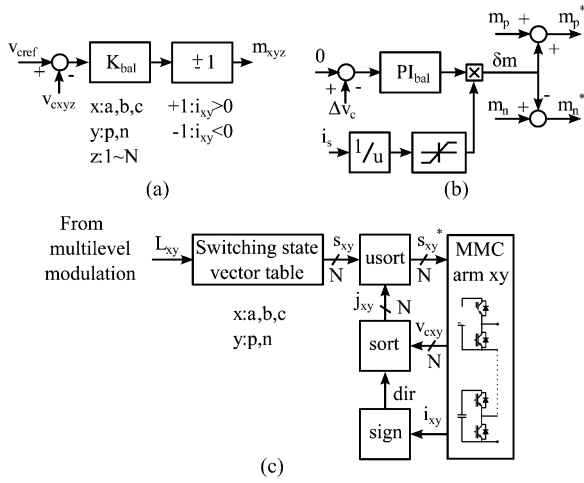 v_cref
+
-
v_cxyz
K_bal
± 1
m_xyz
x:a,b,c
y:p,n
z:1~N
+1:i_xy>0
-1:i_xy<0
(a)
0
-
+
Δv_c
PI_bal
×
δm
m_p
+
+
m_p*
-
m_n
+
m_n*
i_s
1/u
(b)
From
multilevel
modulation
L_xy
Switching state
vector table
s_xy
N
usort
s_xy*
N
MMC
arm xy
x:a,b,c
y:p,n
j_xy
N
sort
v_cxy
N
dir
sign
i_xy
(c)